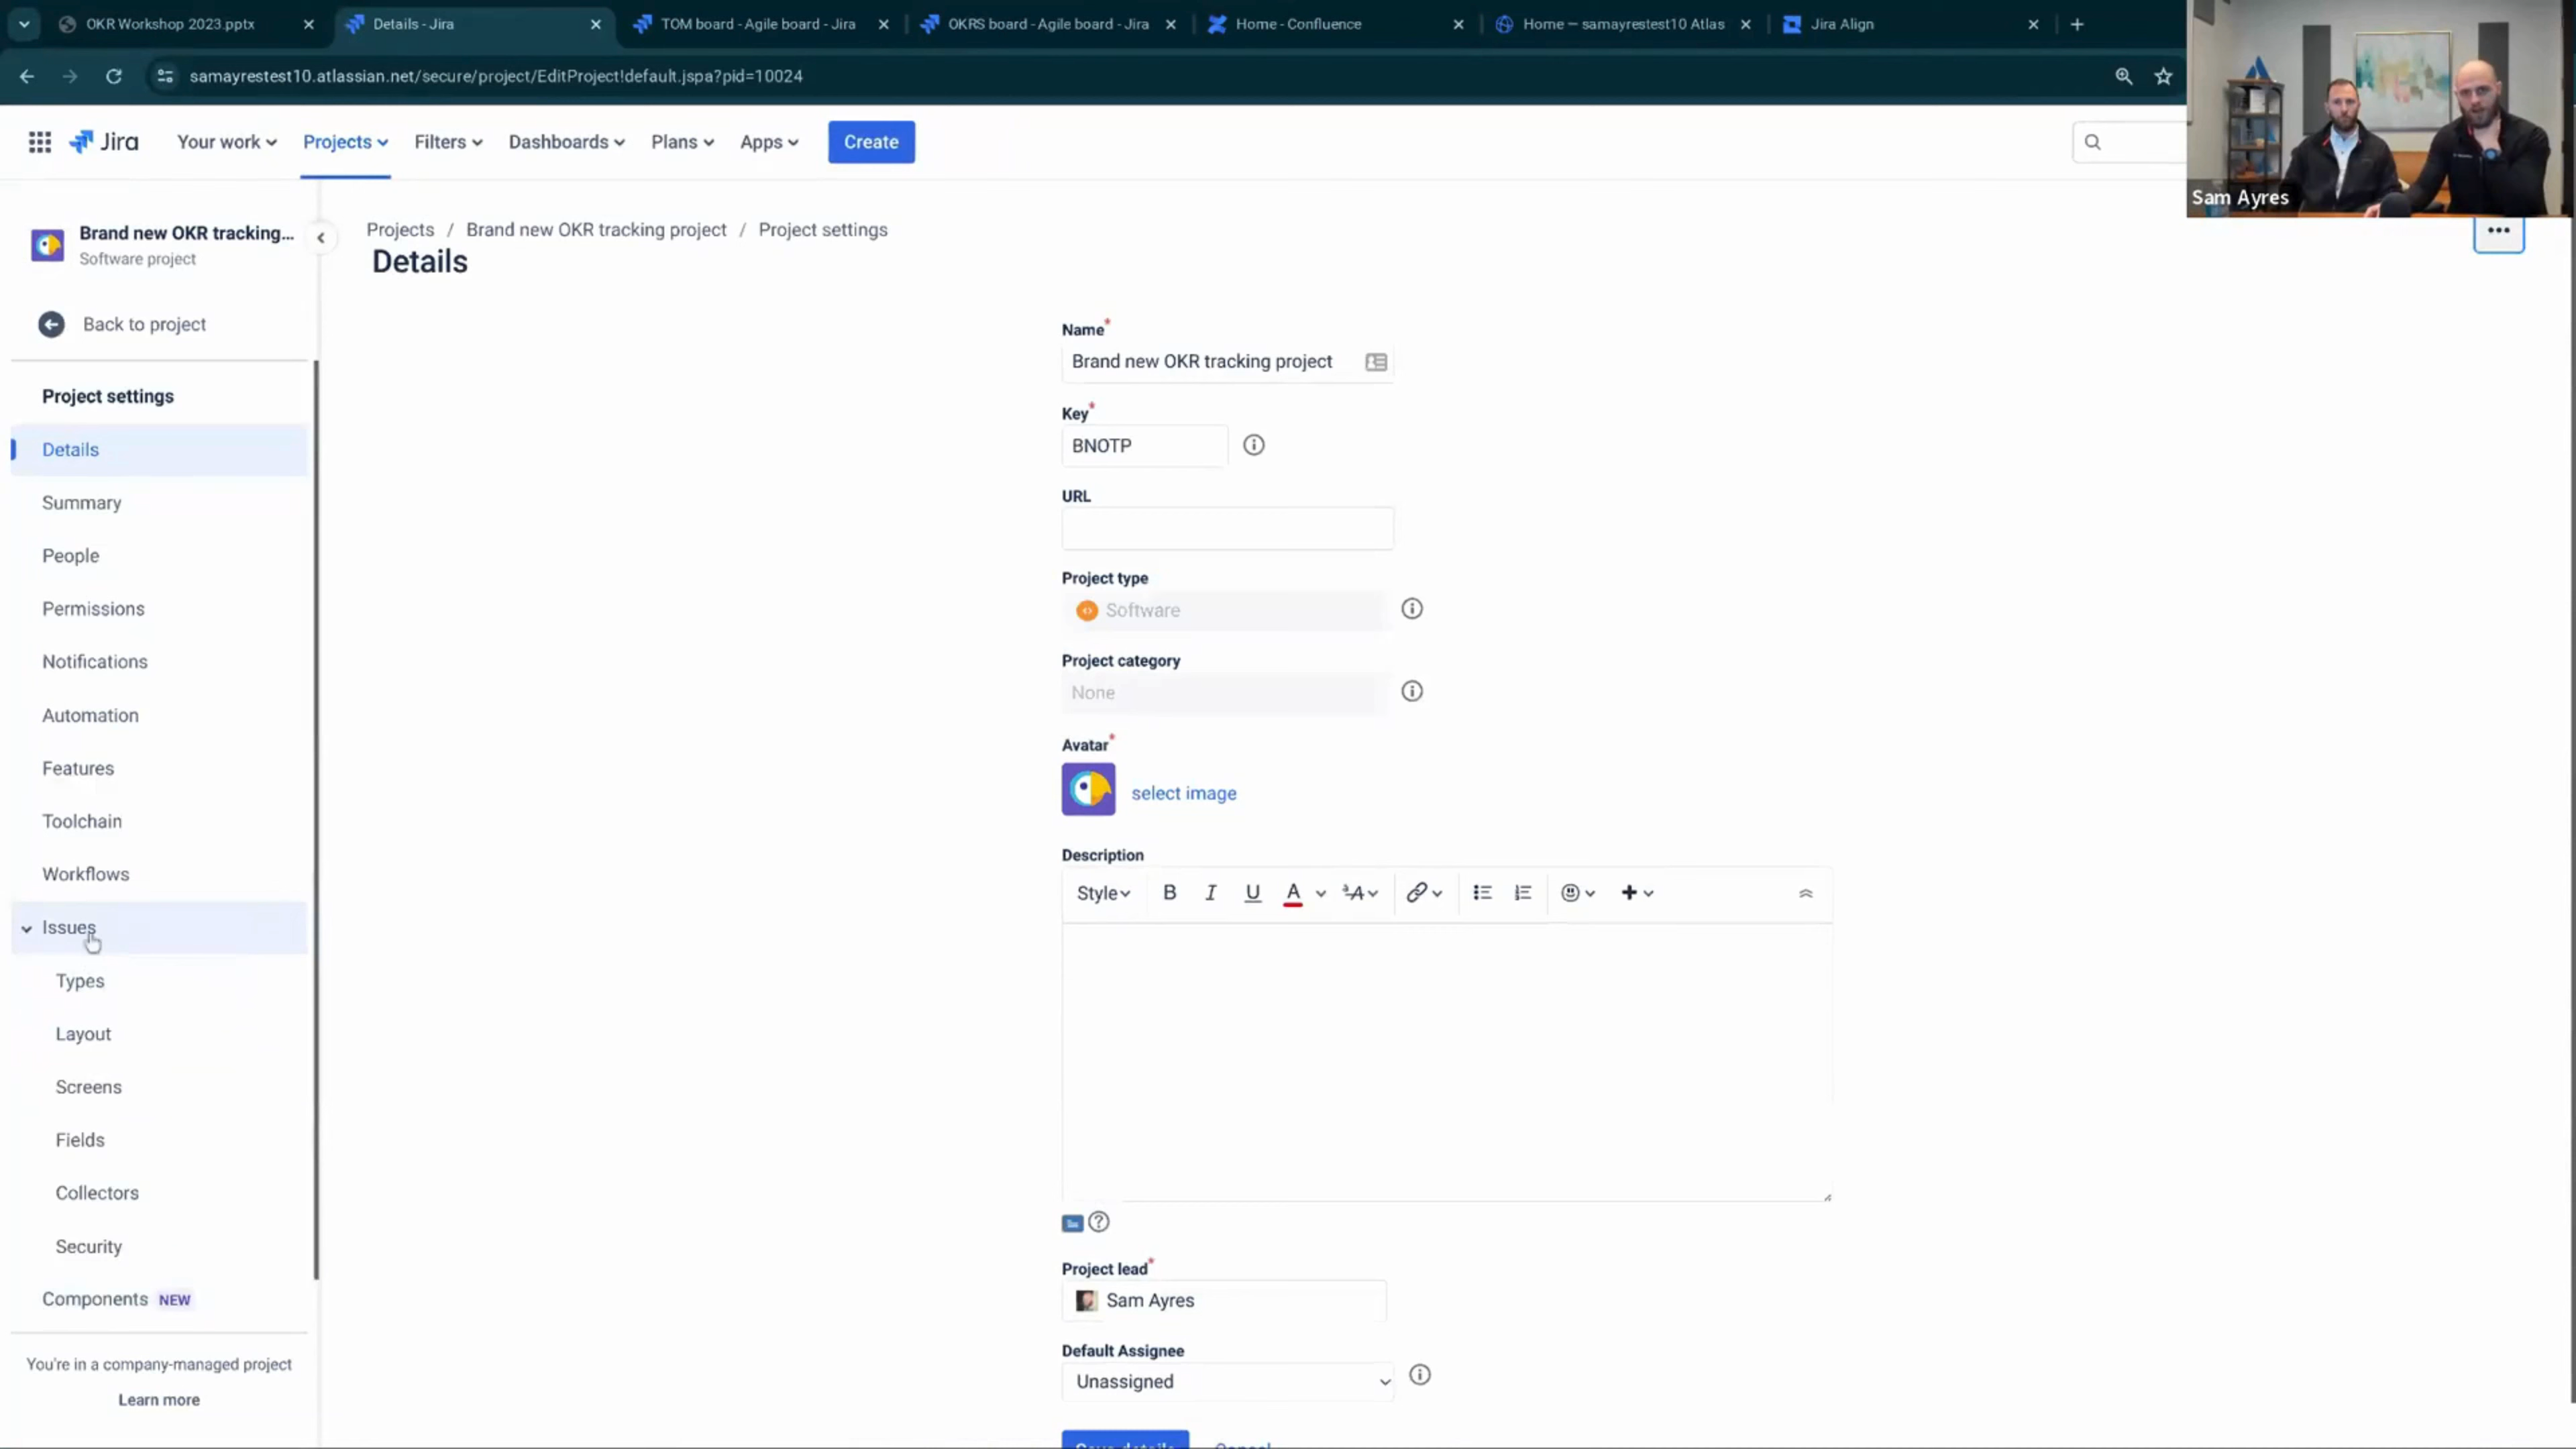 OKR Workshop 2023.pptx
Details - Jira
TOM board - Agile board - Jira
OKRS board - Agile board - Jira
Home - Confluence
Home — samayrestest10 Atlas
Jira Align
samayrestest10.atlassian.net/secure/project/EditProject!default.jspa?pid=10024
Jira
Your work
Projects
Filters
Dashboards
Plans
Apps
Create
Sam Ayres
Brand new OKR tracking...
Software project
Back to project
Project settings
Details
Summary
People
Permissions
Notifications
Automation
Features
Toolchain
Workflows
Issues
Types
Layout
Screens
Fields
Collectors
Security
Components NEW
You're in a company-managed project
Learn more
Projects / Brand new OKR tracking project / Project settings
Details
Name*
Brand new OKR tracking project
Key*
BNOTP
URL
Project type
Software
Project category
None
Avatar*
select image
Description
Style B I U A
Project lead*
Sam Ayres
Default Assignee
Unassigned
Save details Cancel